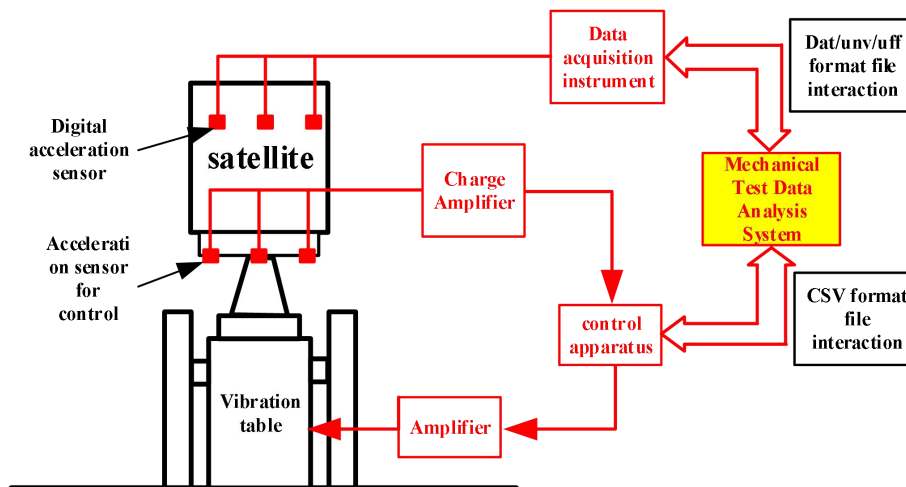 Data
acquisition
instrument
Dat/unv/uff
format file
interaction
Digital
acceleration
sensor
satellite
Mechanical
Test Data
Analysis
System
Charge
Amplifier
Accelerati
on sensor
for
control
CSV format
file
interaction
control
apparatus
Vibration
table
Amplifier